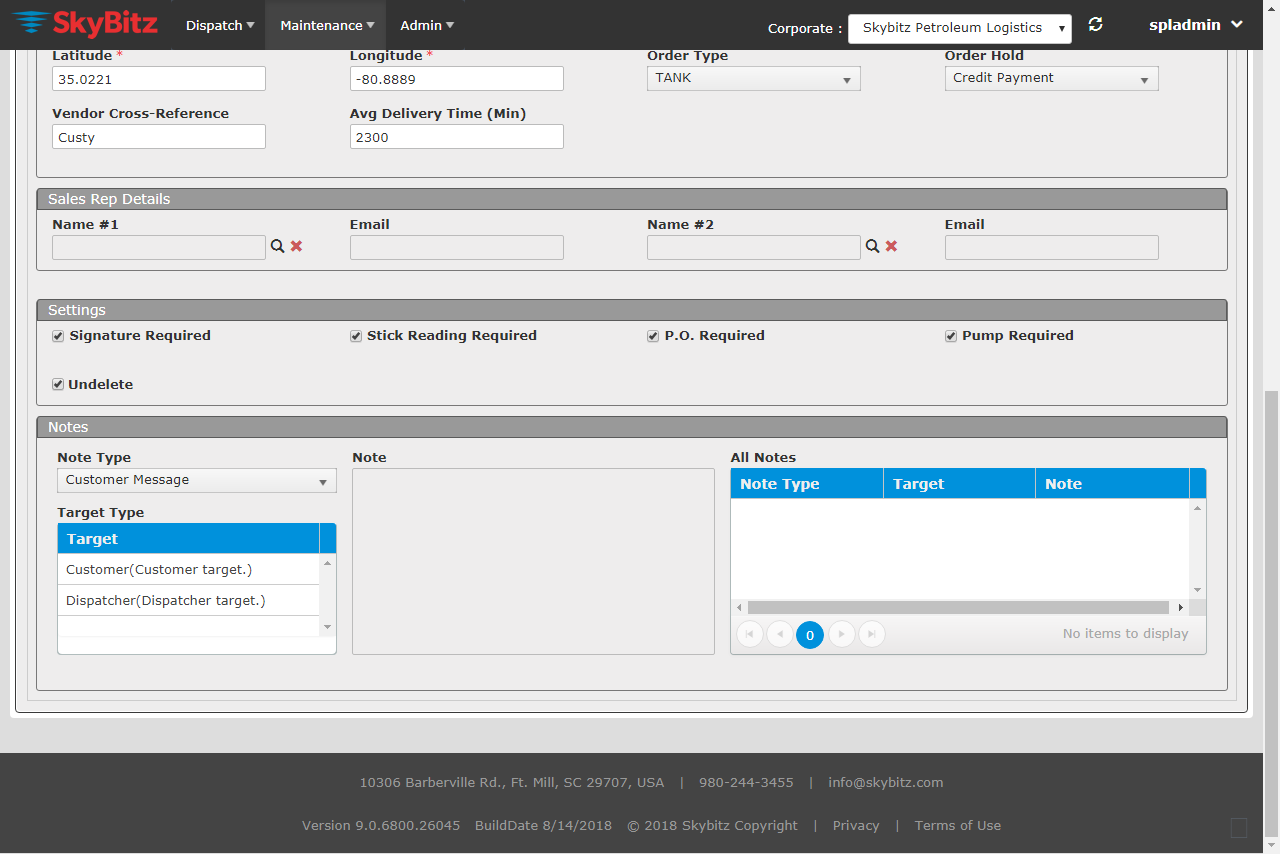 SkyBitz Dispatch Maintenance Admin Corporate : Skybitz Petroleum Logistics spladmin
Latitude * Longitude * Order Type Order Hold
35.0221 -80.8889 TANK Credit Payment
Vendor Cross-Reference Avg Delivery Time (Min)
Custy 2300
Sales Rep Details
Name #1 Email Name #2 Email
Settings
Signature Required Stick Reading Required P.O. Required Pump Required
Undelete
Notes
Note Type Note All Notes
Customer Message
Note Type Target Note
Target Type
Target
Customer(Customer target.)
Dispatcher(Dispatcher target.)
0 No items to display
10306 Barberville Rd., Ft. Mill, SC 29707, USA | 980-244-3455 | info@skybitz.com
Version 9.0.6800.26045 BuildDate 8/14/2018 © 2018 Skybitz Copyright | Privacy | Terms of Use